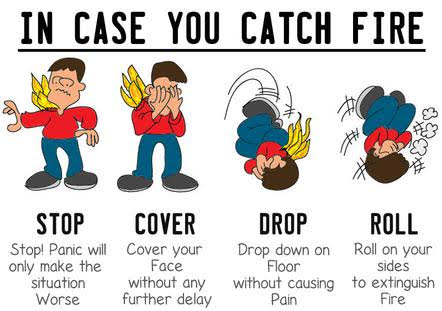 IN CASE YOU CATCH FIRE
STOP
Stop! Panic will
only make the
situation
Worse
COVER
Cover your
Face
without any
further delay
DROP
Drop down on
Floor
without causing
Pain
ROLL
Roll on your
sides
to extinguish
Fire